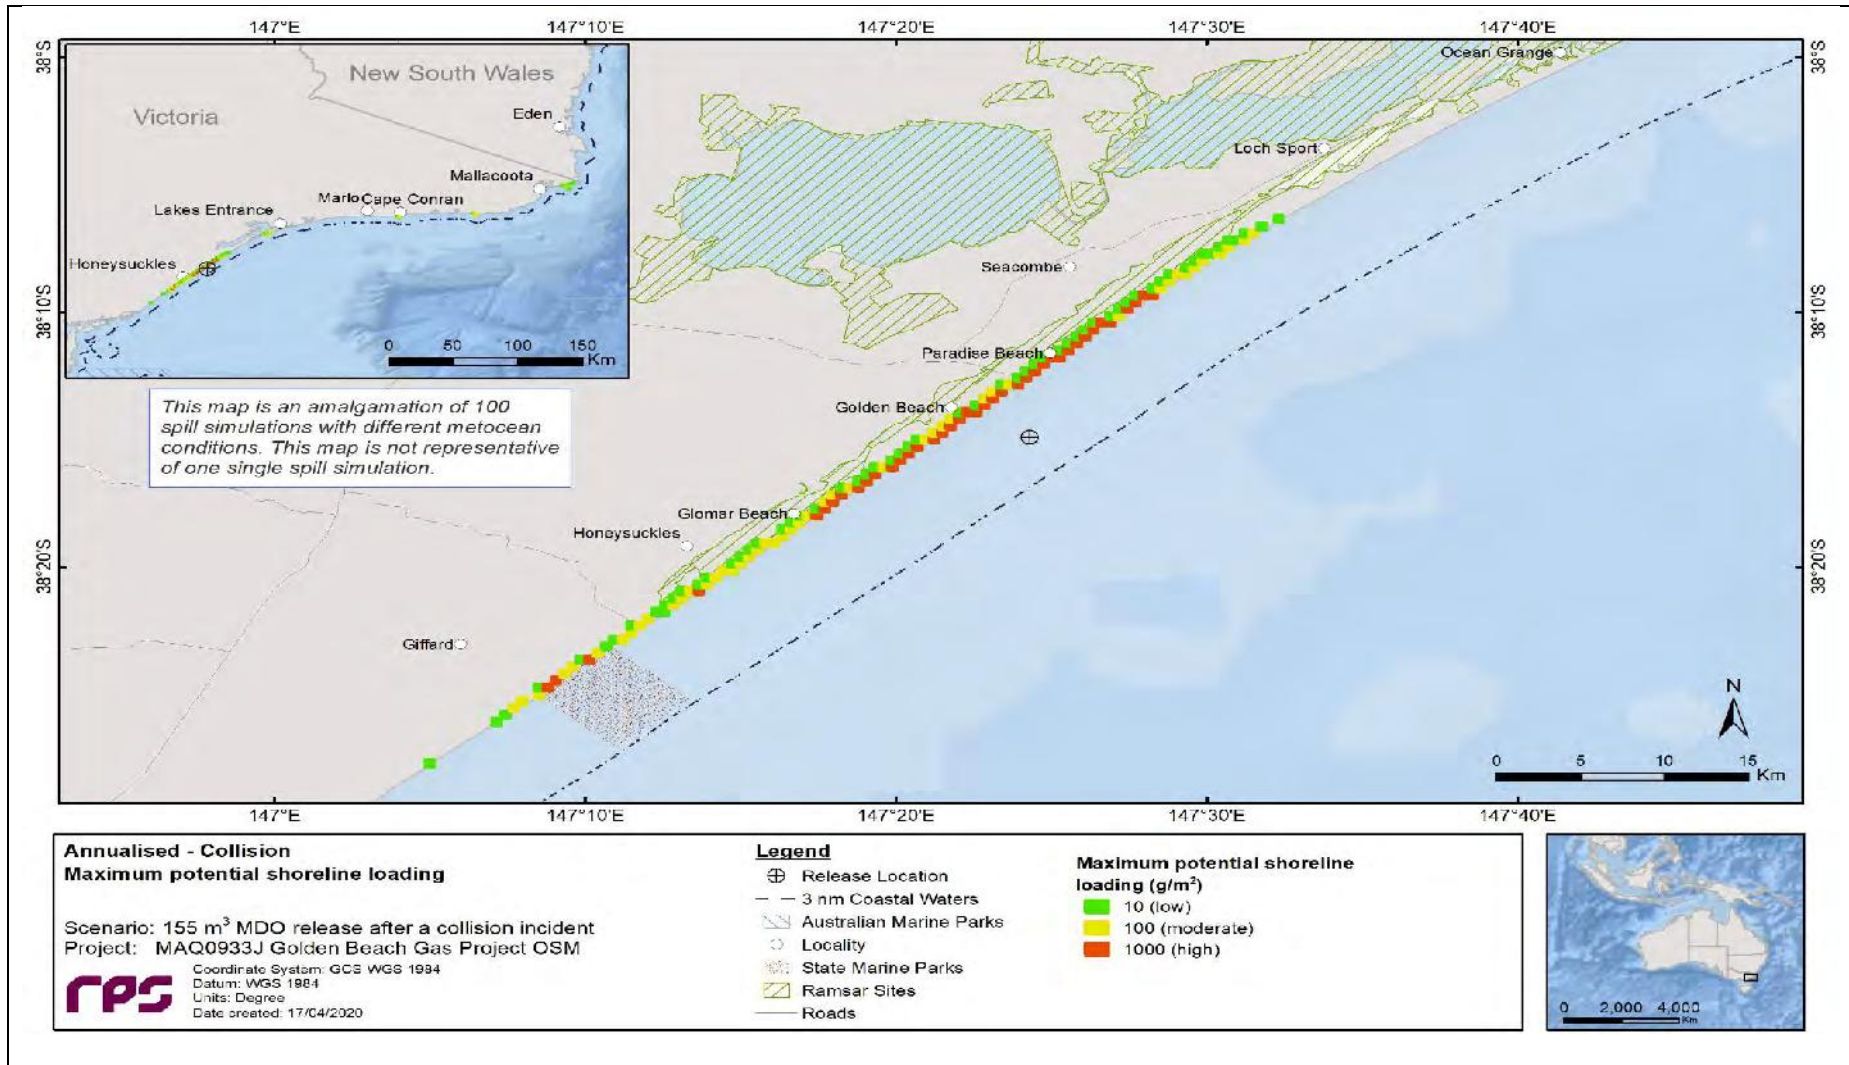 147°E
147°10'E
147°20'E
147°30'E
147°40'E
38°S
38°S
New South Wales
Victoria
Eden
Mallacoota
Marlo
Cape Conran
Lakes Entrance
Honeysuckles
0 50 100 150
Km
Ocean Grange
Loch Sport
Seacombe
38°10'S
38°10'S
Paradise Beach
Golden Beach
This map is an amalgamation of 100
spill simulations with different metocean
conditions. This map is not representative
of one single spill simulation.
Glomar Beach
Honeysuckles
38°20'S
38°20'S
Giffard
N
0 5 10 15
Km
147°E
147°10'E
147°20'E
147°30'E
147°40'E
Annualised - Collision
Maximum potential shoreline loading
Scenario: 155 m³ MDO release after a collision incident
Project: MAQ0933J Golden Beach Gas Project OSM
rps
Coordinate System: GCS WGS 1984
Datum: WGS 1984
Units: Degree
Date created: 17/04/2020
Legend
Release Location
3 nm Coastal Waters
Australian Marine Parks
Locality
State Marine Parks
Ramsar Sites
Roads
Maximum potential shoreline
loading (g/m²)
10 (low)
100 (moderate)
1000 (high)
0 2,000 4,000
Km